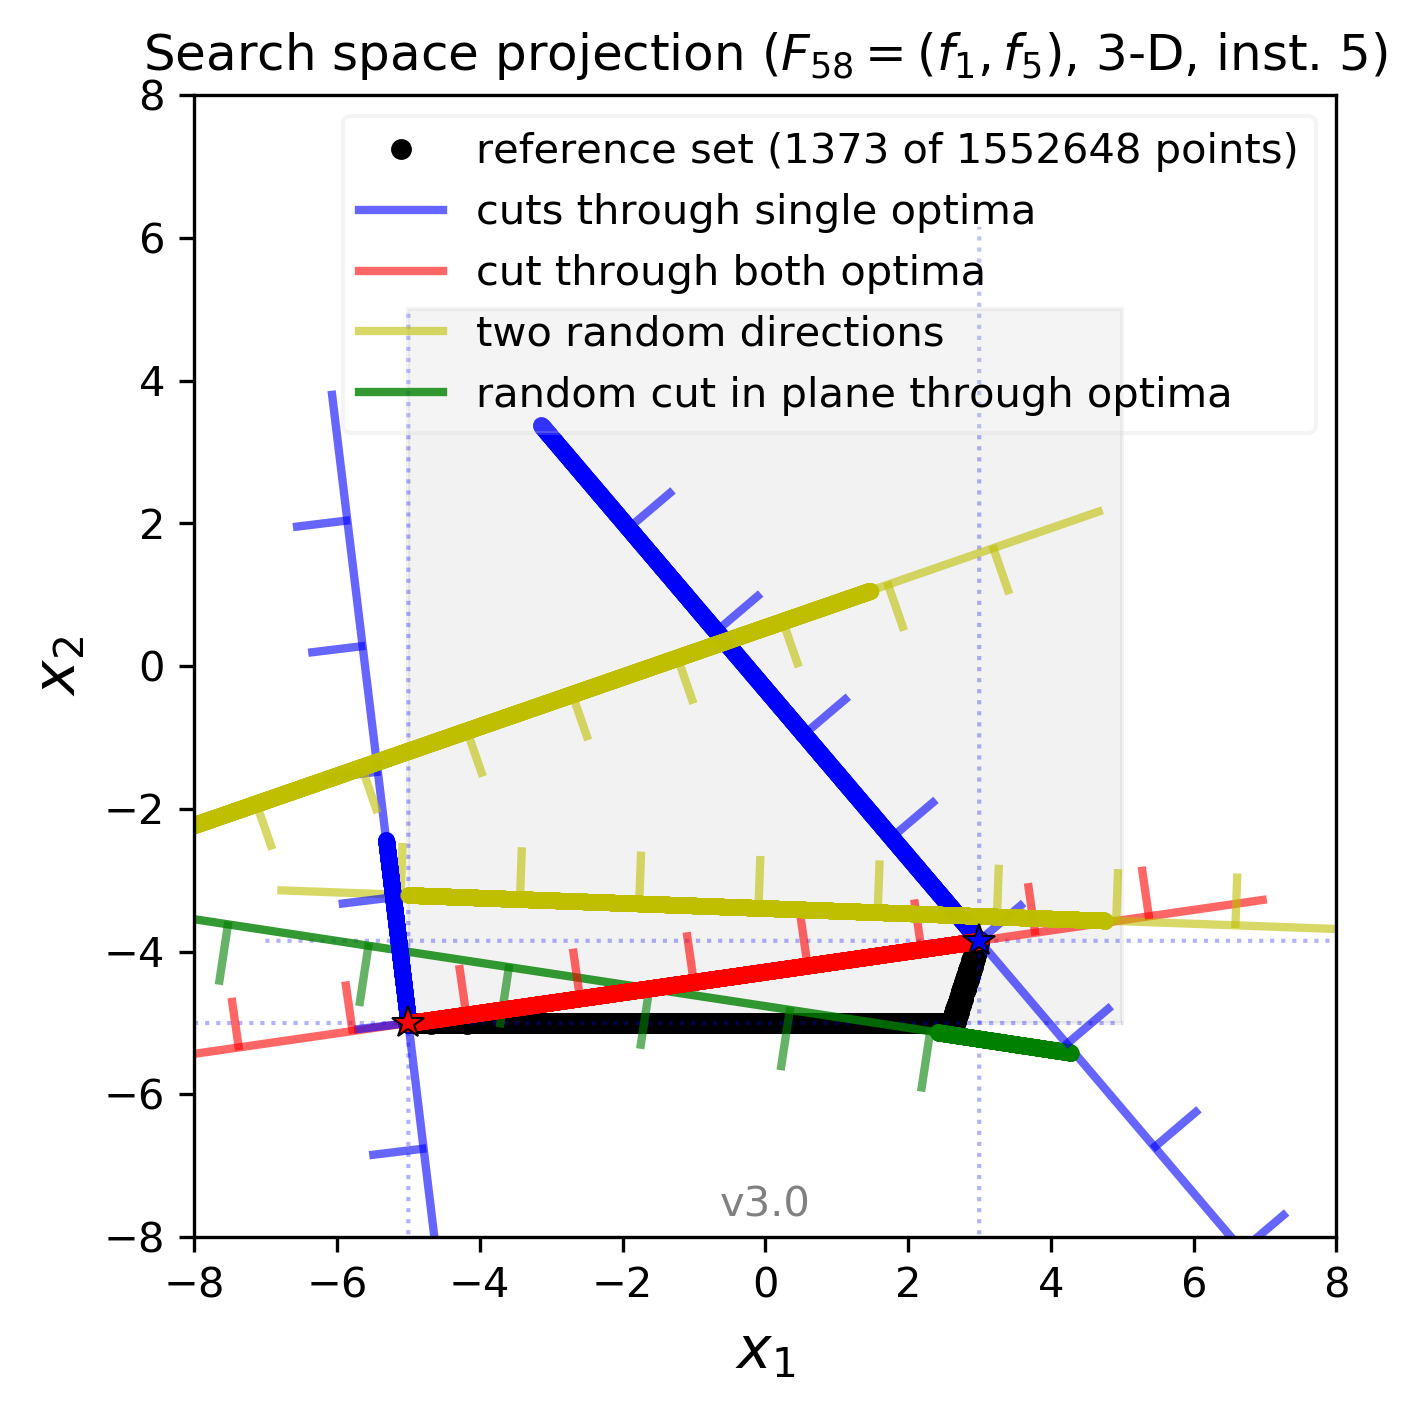 Search space projection (F₅₈ = (f₁, f₅), 3-D, inst. 5)
reference set (1373 of 1552648 points)
cuts through single optima
cut through both optima
two random directions
random cut in plane through optima
8
6
4
2
0
−2
−4
−6
−8
x₂
v3.0
−8 −6 −4 −2 0 2 4 6 8
x₁